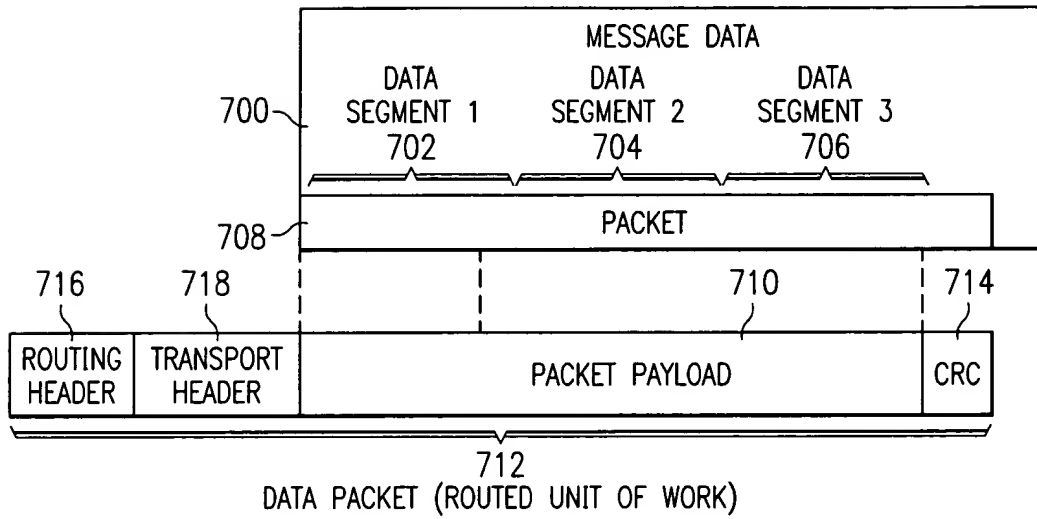 MESSAGE DATA
DATA SEGMENT 1
702
DATA SEGMENT 2
704
DATA SEGMENT 3
706
700
PACKET
708
716
718
710
714
ROUTING HEADER
TRANSPORT HEADER
PACKET PAYLOAD
CRC
712
DATA PACKET (ROUTED UNIT OF WORK)